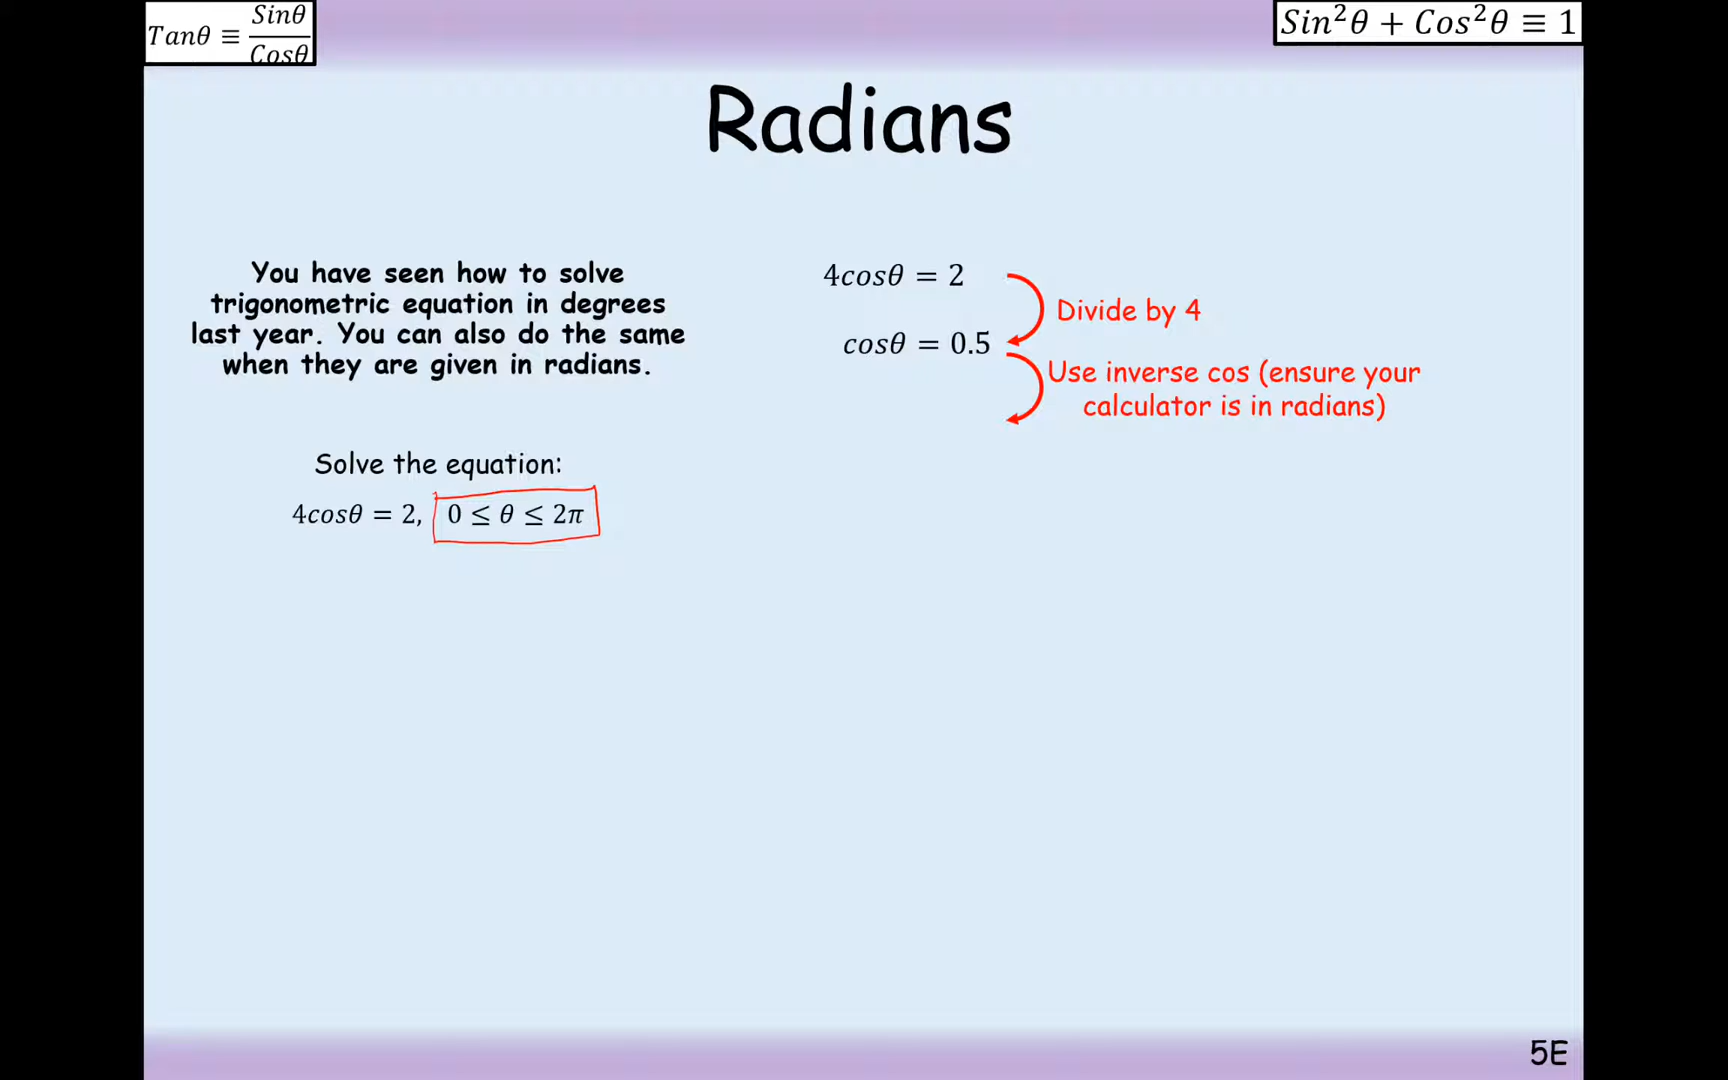 Tanθ ≡ Sinθ/Cosθ
Sin²θ + Cos²θ ≡ 1
Radians
You have seen how to solve
trigonometric equation in degrees
last year. You can also do the same
when they are given in radians.
Solve the equation:
4cosθ = 2, 0 ≤ θ ≤ 2π
4cosθ = 2
Divide by 4
cosθ = 0.5
Use inverse cos (ensure your
calculator is in radians)
5E